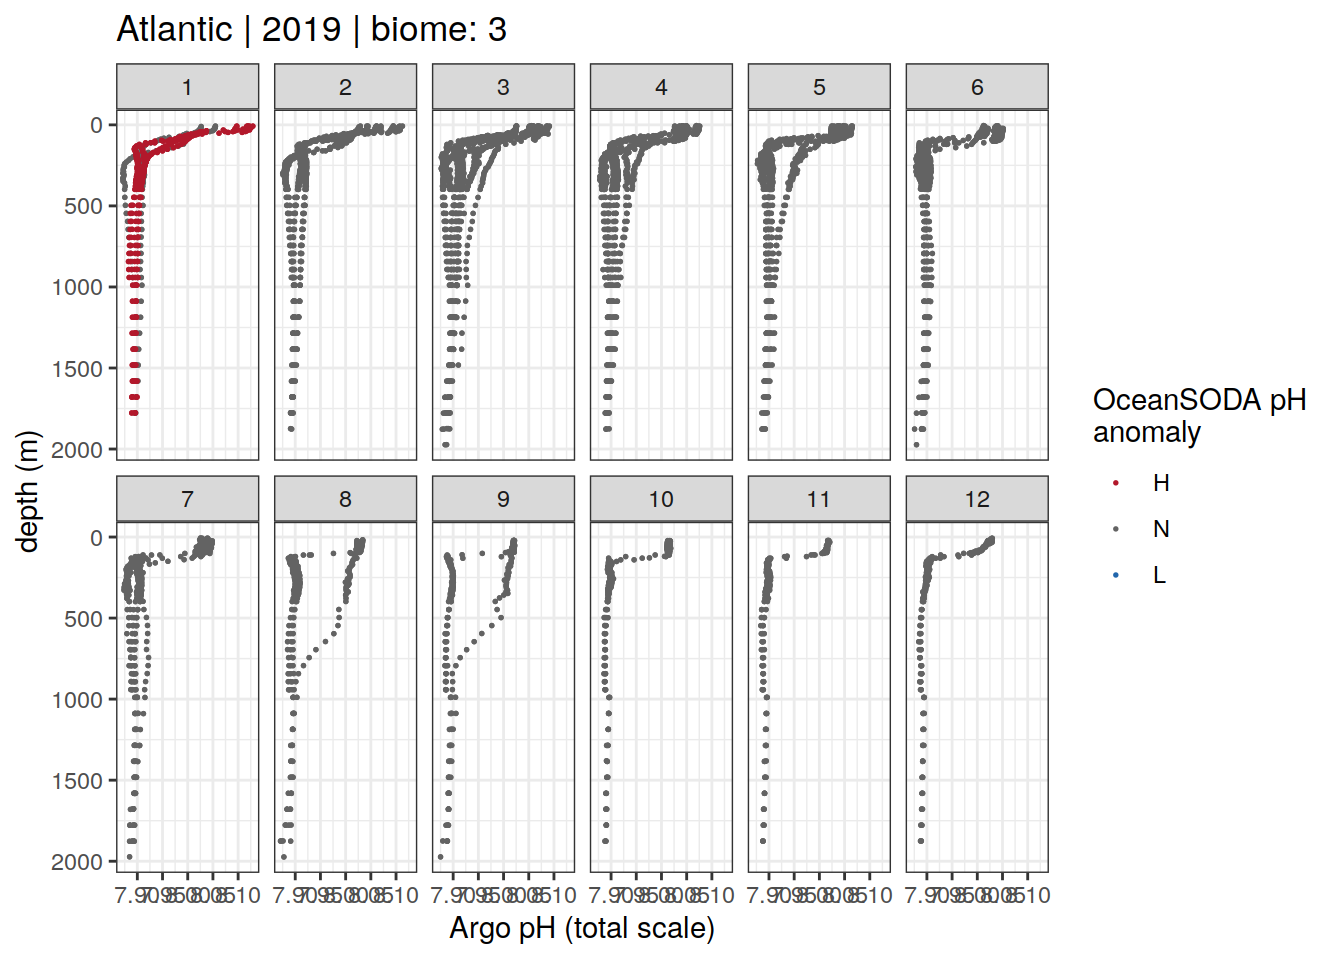 Atlantic | 2019 | biome: 3
1 2 3 4 5 6
0
500
1000
1500
2000
depth (m)
7 8 9 10 11 12
0
500
1000
1500
2000
Argo pH (total scale)
OceanSODA pH
anomaly
H
N
L